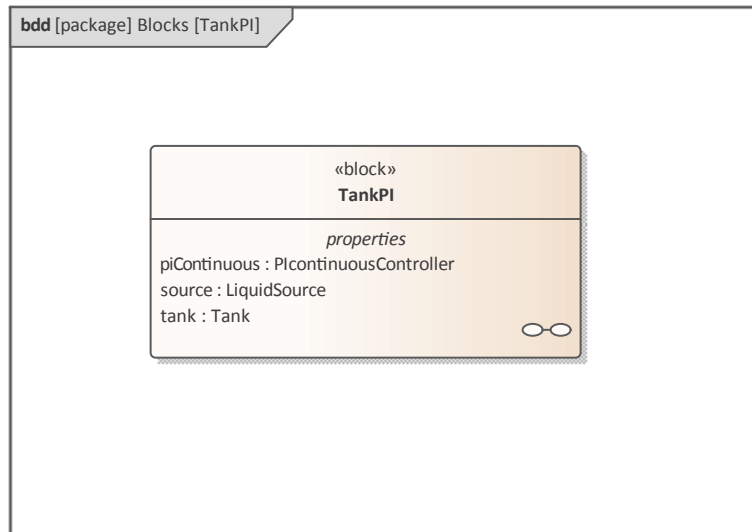 bdd [package] Blocks [TankPI]
«block»
TankPI
properties
piContinuous : PIcontinuousController
source : LiquidSource
tank : Tank